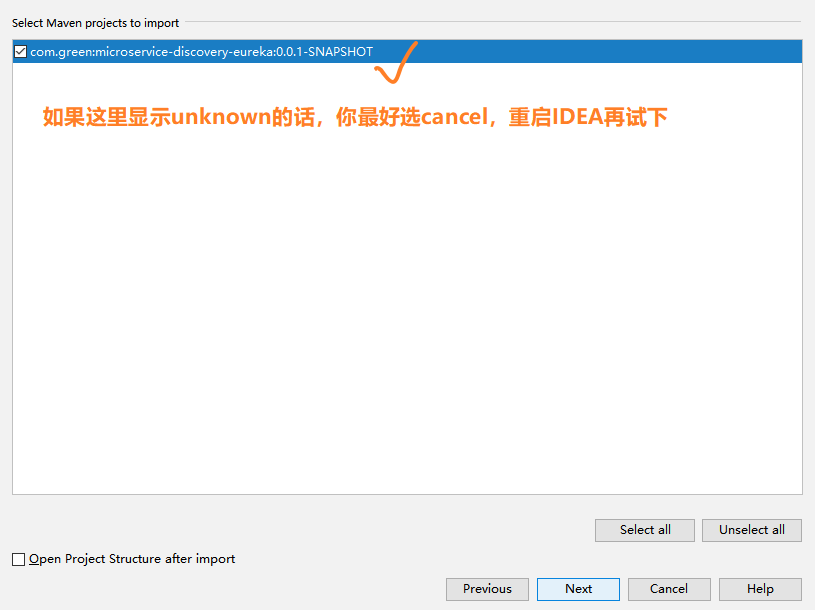 Select Maven projects to import
com.green:microservice-discovery-eureka:0.0.1-SNAPSHOT
如果这里显示unknown的话，你最好选cancel，重启IDEA再试下
Select all
Unselect all
Open Project Structure after import
Previous
Next
Cancel
Help